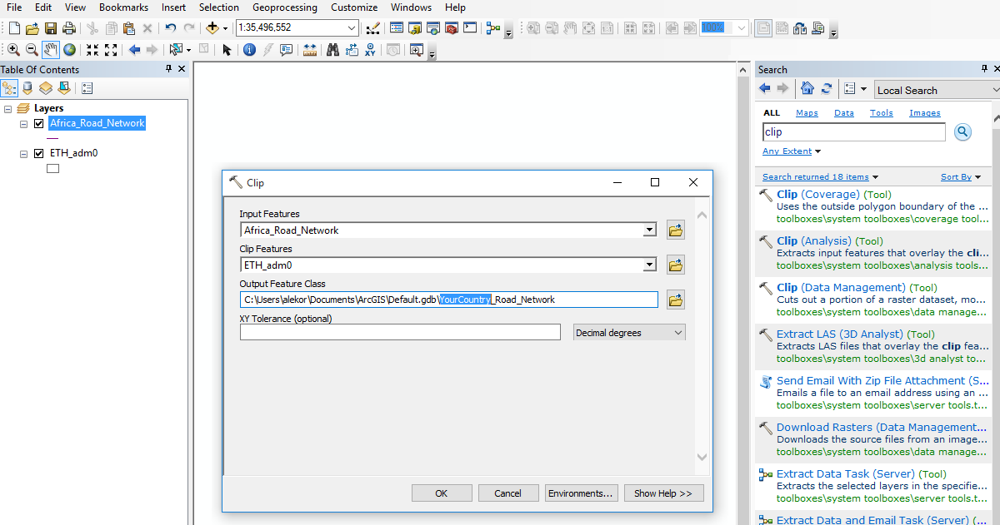 File Edit View Bookmarks Insert Selection Geoprocessing Customize Windows Help
1:35,496,552
100%
Table Of Contents
Layers
Africa_Road_Network
ETH_adm0
Clip
Input Features
Africa_Road_Network
Clip Features
ETH_adm0
Output Feature Class
C:\Users\alekor\Documents\ArcGIS\Default.gdb\YourCountry_Road_Network
XY Tolerance (optional)
Decimal degrees
OK Cancel Environments... Show Help >>
Search
Local Search
ALL Maps Data Tools Images
clip
Any Extent
Search returned 18 items Sort By
Clip (Coverage) (Tool)
Uses the outside polygon boundary of the ...
toolboxes\system toolboxes\coverage tool...
Clip (Analysis) (Tool)
Extracts input features that overlay the cli...
toolboxes\system toolboxes\analysis tools...
Clip (Data Management) (Tool)
Cuts out a portion of a raster dataset, mo...
toolboxes\system toolboxes\data manage...
Extract LAS (3D Analyst) (Tool)
Extracts LAS files that overlay the clip fea...
toolboxes\system toolboxes\3d analyst to...
Send Email With Zip File Attachment (S...
Emails a file to an email address using an ...
toolboxes\system toolboxes\server tools.t...
Download Rasters (Data Management...
Downloads the source files from an image...
toolboxes\system toolboxes\data manage...
Extract Data Task (Server) (Tool)
Extracts the selected layers in the specifie...
toolboxes\system toolboxes\server tools.t...
Extract Data and Email Task (Server) (...